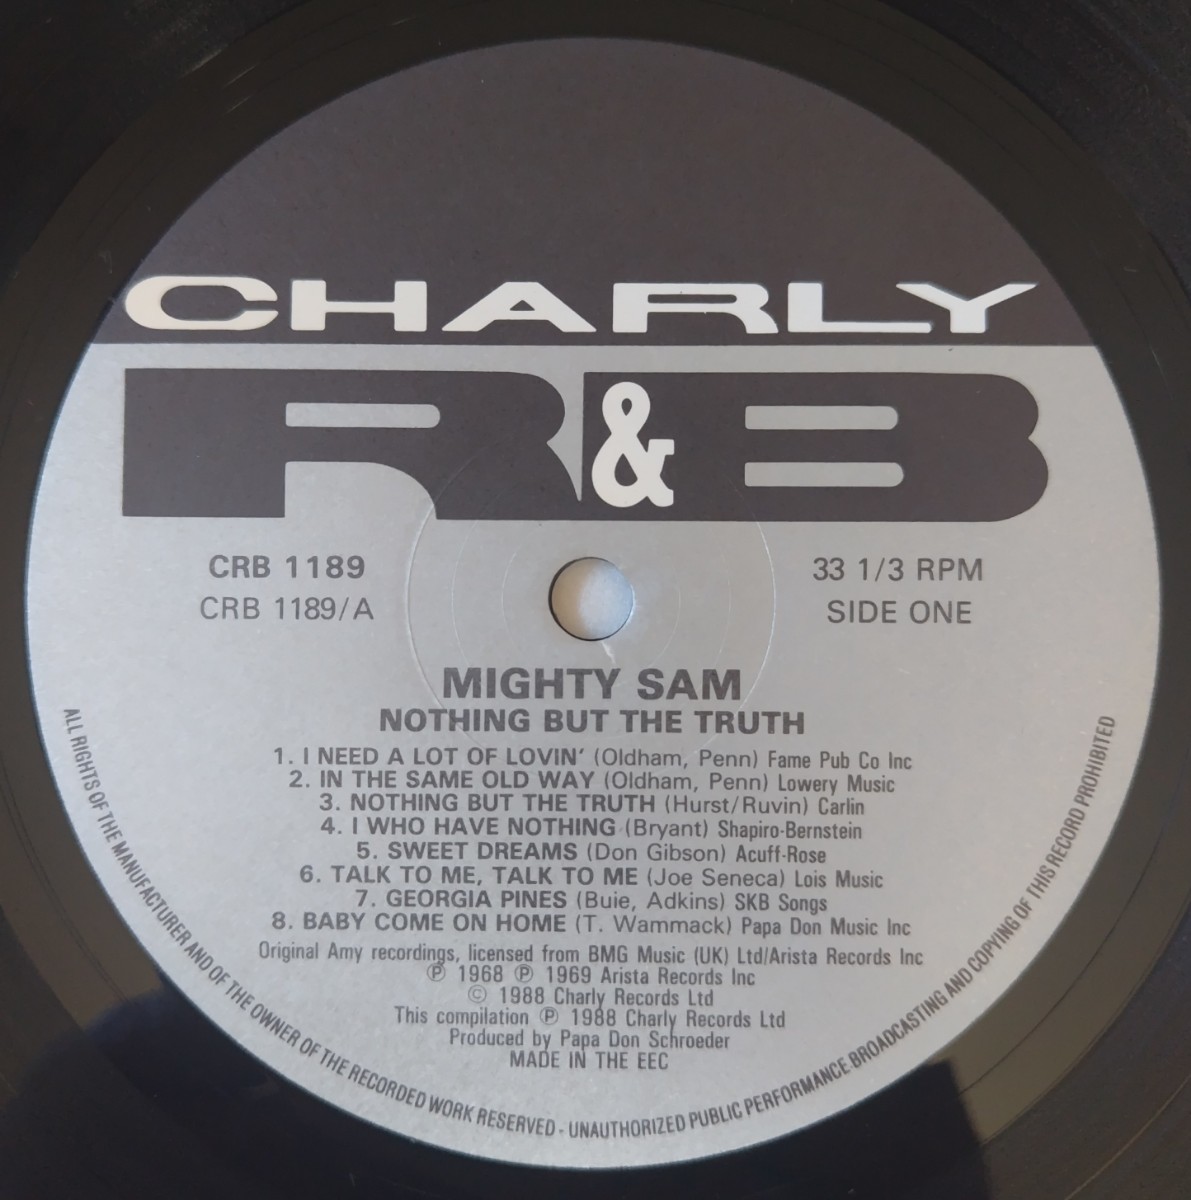 CHARLY
R&B
CRB 1189
CRB 1189/A
33 1/3 RPM
SIDE ONE
MIGHTY SAM
NOTHING BUT THE TRUTH
1. I NEED A LOT OF LOVIN' (Oldham, Penn) Fame Pub Co Inc
2. IN THE SAME OLD WAY (Oldham, Penn) Lowery Music
3. NOTHING BUT THE TRUTH (Hurst/Ruvin) Carlin
4. I WHO HAVE NOTHING (Bryant) Shapiro-Bernstein
5. SWEET DREAMS (Don Gibson) Acuff-Rose
6. TALK TO ME, TALK TO ME (Joe Seneca) Lois Music
7. GEORGIA PINES (Buie, Adkins) SKB Songs
8. BABY COME ON HOME (T. Wammack) Papa Don Music Inc
Original Amy recordings, licensed from BMG Music (UK) Ltd/Arista Records Inc
℗ 1968 ℗ 1969 Arista Records Inc
© 1988 Charly Records Ltd
This compilation ℗ 1988 Charly Records Ltd
Produced by Papa Don Schroeder
MADE IN THE EEC
ALL RIGHTS OF THE MANUFACTURER AND OF THE OWNER OF THE RECORDED WORK RESERVED - UNAUTHORIZED PUBLIC PERFORMANCE BROADCASTING AND COPYING OF THIS RECORD PROHIBITED